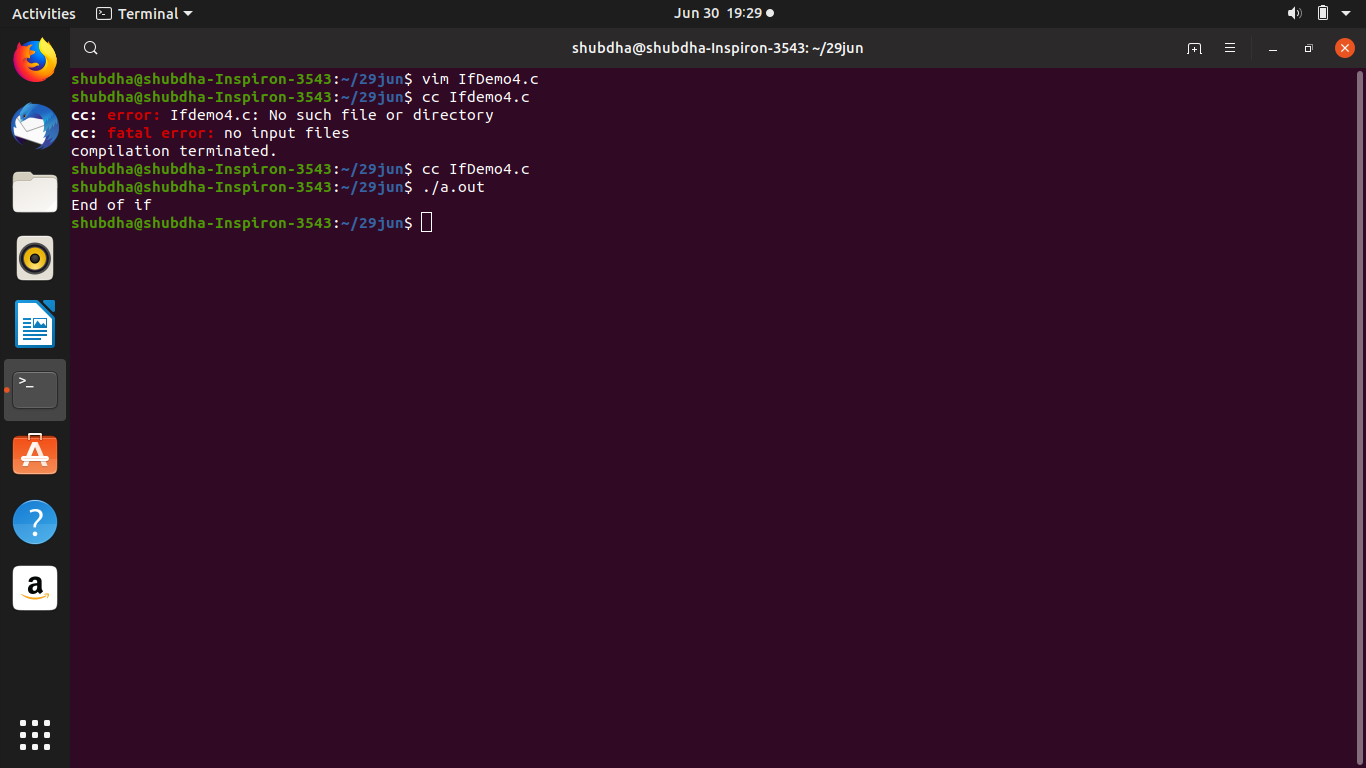 Activities
Terminal
Jun 30 19:29
shubdha@shubdha-Inspiron-3543: ~/29jun
shubdha@shubdha-Inspiron-3543:~/29jun$ vim IfDemo4.c
shubdha@shubdha-Inspiron-3543:~/29jun$ cc Ifdemo4.c
cc: error: Ifdemo4.c: No such file or directory
cc: fatal error: no input files
compilation terminated.
shubdha@shubdha-Inspiron-3543:~/29jun$ cc IfDemo4.c
shubdha@shubdha-Inspiron-3543:~/29jun$ ./a.out
End of if
shubdha@shubdha-Inspiron-3543:~/29jun$
>_
?
a